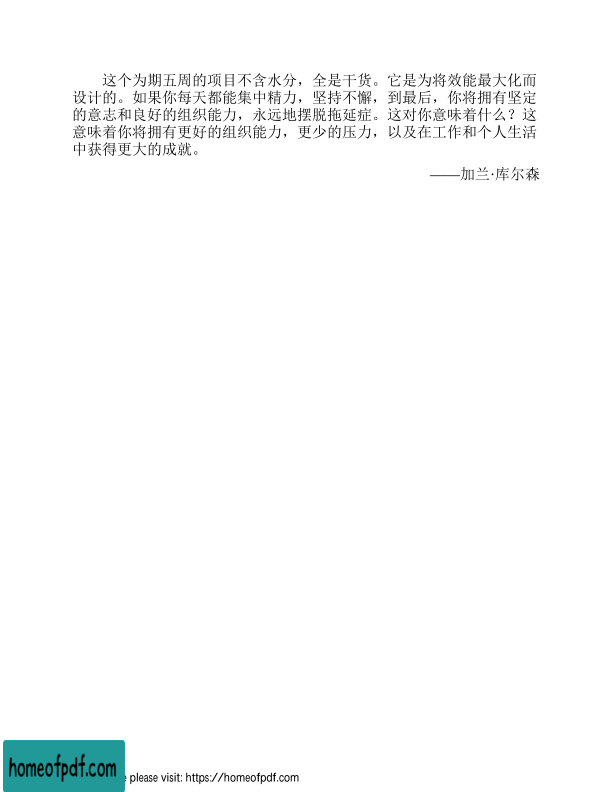 这个为期五周的项目不含水分，全是干货。它是为将效能最大化而
设计的。如果你每天都能集中精力，坚持不懈，到最后，你将拥有坚定
的意志和良好的组织能力，永远地摆脱拖延症。这对你意味着什么？这
意味着你将拥有更好的组织能力，更少的压力，以及在工作和个人生活
中获得更大的成就。
——加兰·库尔森
homeofpdf.com
e please visit: https://homeofpdf.com